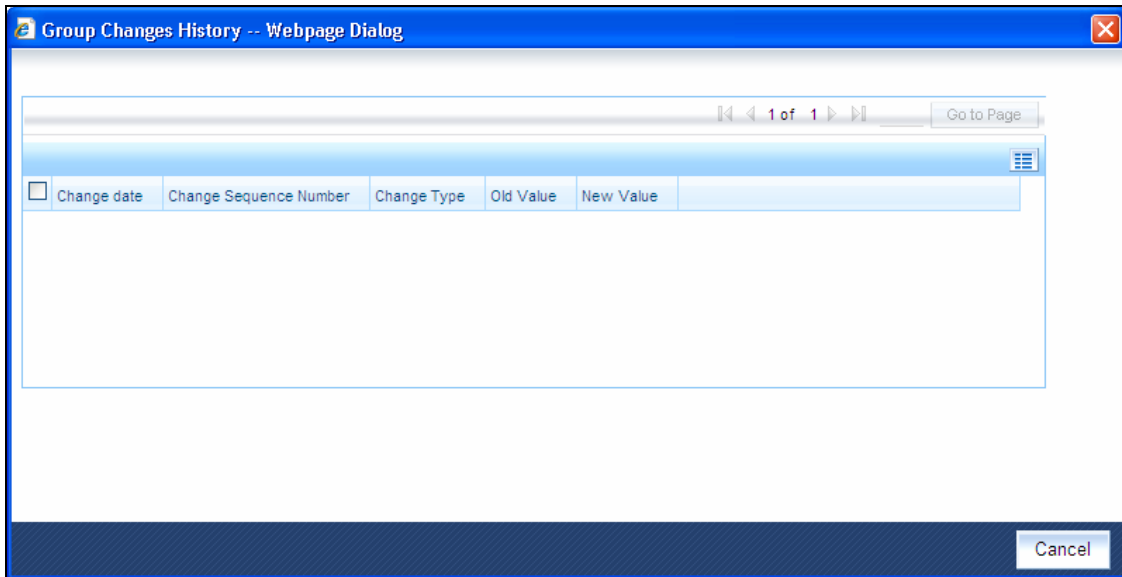 Group Changes History -- Webpage Dialog
1 of 1 Go to Page
Change date Change Sequence Number Change Type Old Value New Value
Cancel